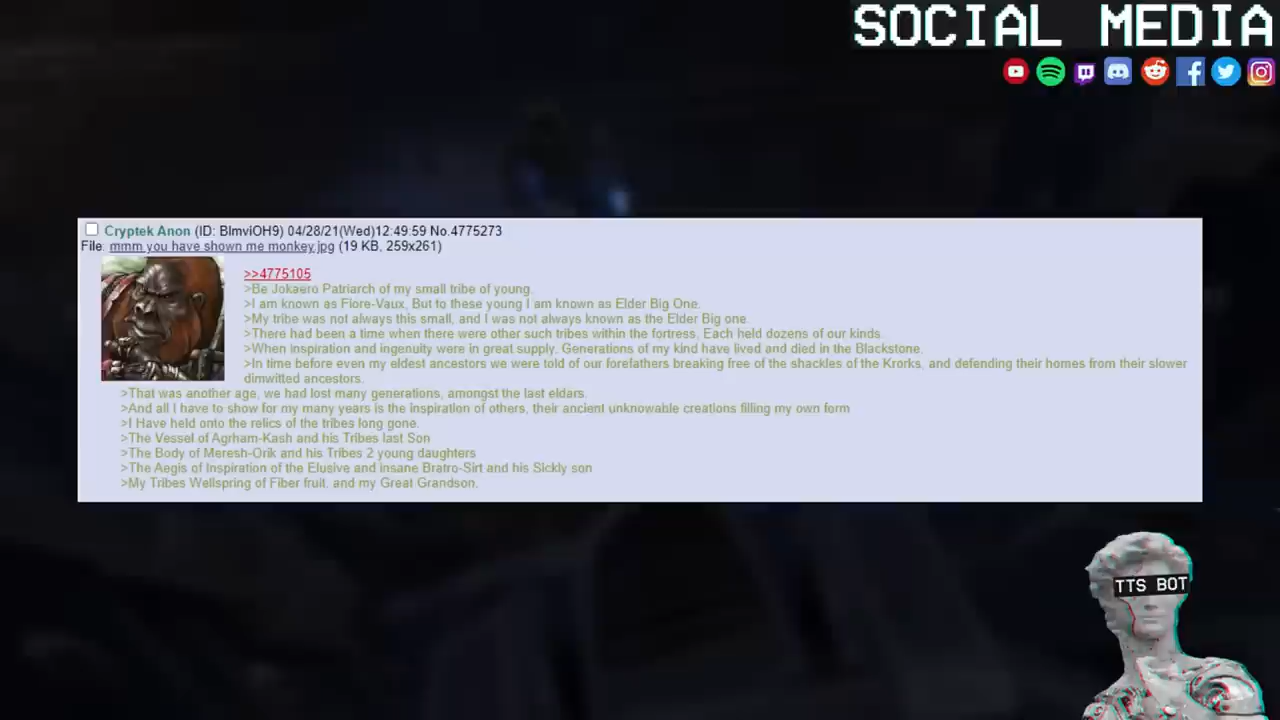 SOCIAL MEDIA
Cryptek Anon (ID: BImviOH9) 04/28/21(Wed)12:49:59 No.4775273
File: mmm you have shown me monkey.jpg (19 KB, 259x261)
>>4775105
>Be Jokaero Patriarch of my small tribe of young.
>I am known as Fiore-Vaux, But to these young I am known as Elder Big One.
>My tribe was not always this small, and I was not always known as the Elder Big one.
>There had been a time when there were other such tribes within the fortress, Each held dozens of our kinds.
>When inspiration and ingenuity were in great supply, Generations of my kind have lived and died in the Blackstone.
>In time before even my eldest ancestors we were told of our forefathers breaking free of the shackles of the Krorks, and defending their homes from their slower
dimwitted ancestors.
>That was another age, we had lost many generations, amongst the last eldars.
>And all I have to show for my many years is the inspiration of others, their ancient unknowable creations filling my own form
>I Have held onto the relics of the tribes long gone.
>The Vessel of Agrham-Kash and his Tribes last Son
>The Body of Meresh-Orik and his Tribes 2 young daughters
>The Aegis of Inspiration of the Elusive and insane Bratro-Sirt and his Sickly son
>My Tribes Wellspring of Fiber fruit, and my Great Grandson.
TTS BOT